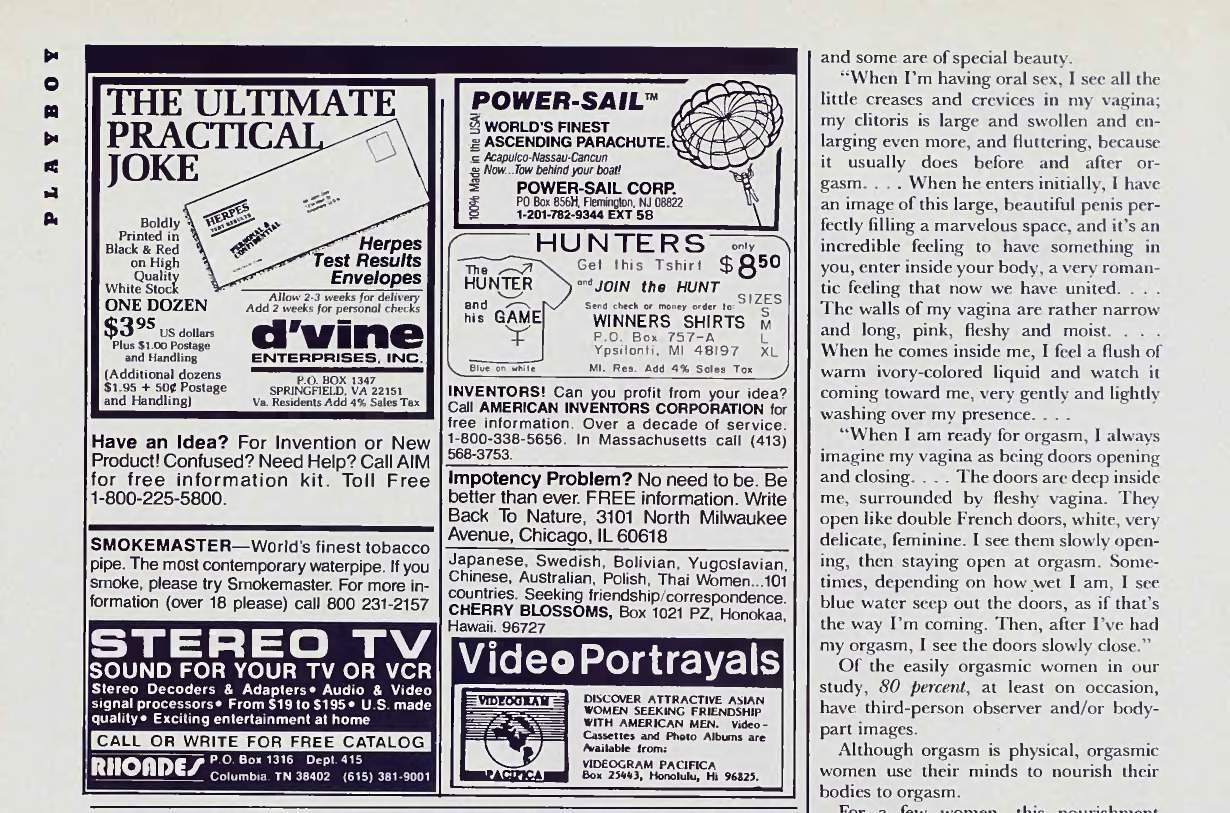 PLAYBOY
THE ULTIMATE
PRACTICAL
JOKE
HERPES
TEST RESULTS
PERSONAL &
CONFIDENTIAL
Boldly
Printed in
Black & Red
on High
Quality
White Stock
ONE DOZEN
$3.95 US dollars
Plus $1.00 Postage
and Handling
(Additional dozens
$1.95 + 50¢ Postage
and Handling)
Herpes
Test Results
Envelopes
Allow 2-3 weeks for delivery
Add 2 weeks for personal checks
d'vine
ENTERPRISES, INC.
P.O. BOX 1347
SPRINGFIELD, VA 22151
Va. Residents Add 4% Sales Tax
Have an Idea? For Invention or New
Product! Confused? Need Help? Call AIM
for free information kit. Toll Free
1-800-225-5800.
SMOKEMASTER—World's finest tobacco
pipe. The most contemporary waterpipe. If you
smoke, please try Smokemaster. For more in-
formation (over 18 please) call 800 231-2157
STEREO TV
SOUND FOR YOUR TV OR VCR
Stereo Decoders & Adapters• Audio & Video
signal processors• From $19 to $195• U.S. made
quality• Exciting entertainment at home
CALL OR WRITE FOR FREE CATALOG
RHOADES P.O. Box 1316 Dept. 415
Columbia, TN 38402 (615) 381-9001
POWER-SAIL™
100% Made in the USA!
WORLD'S FINEST
ASCENDING PARACHUTE.
Acapulco-Nassau-Cancun
Now...Tow behind your boat!
POWER-SAIL CORP.
PO Box 856H, Flemington, NJ 08822
1-201-782-9344 EXT 58
HUNTERS
The
HUNTER
and
his GAME
Blue on white
only
Get this Tshirt $8.50
and JOIN the HUNT
Send check or money order to:
WINNERS SHIRTS
P.O. Box 757-A
Ypsilanti, MI 48197
SIZES
S
M
L
XL
MI. Res. Add 4% Sales Tax
INVENTORS! Can you profit from your idea?
Call AMERICAN INVENTORS CORPORATION for
free information. Over a decade of service.
1-800-338-5656. In Massachusetts call (413)
568-3753.
Impotency Problem? No need to be. Be
better than ever. FREE information. Write
Back To Nature, 3101 North Milwaukee
Avenue, Chicago, IL 60618
Japanese, Swedish, Bolivian, Yugoslavian,
Chinese, Australian, Polish, Thai Women...101
countries. Seeking friendship/correspondence.
CHERRY BLOSSOMS, Box 1021 PZ, Honokaa,
Hawaii. 96727
Video Portrayals
VIDEOGRAM
PACIFICA
DISCOVER ATTRACTIVE ASIAN
WOMEN SEEKING FRIENDSHIP
WITH AMERICAN MEN. Video-
Cassettes and Photo Albums are
Available from:
VIDEOGRAM PACIFICA
Box 25443, Honolulu, Hi 96825.
and some are of special beauty.
"When I'm having oral sex, I see all the
little creases and crevices in my vagina;
my clitoris is large and swollen and en-
larging even more, and fluttering, because
it usually does before and after or-
gasm. . . . When he enters initially, I have
an image of this large, beautiful penis per-
fectly filling a marvelous space, and it's an
incredible feeling to have something in
you, enter inside your body, a very roman-
tic feeling that now we have united. . . .
The walls of my vagina are rather narrow
and long, pink, fleshy and moist. . . .
When he comes inside me, I feel a flush of
warm ivory-colored liquid and watch it
coming toward me, very gently and lightly
washing over my presence. . . .
"When I am ready for orgasm, I always
imagine my vagina as being doors opening
and closing. . . . The doors are deep inside
me, surrounded by fleshy vagina. They
open like double French doors, white, very
delicate, feminine. I see them slowly open-
ing, then staying open at orgasm. Some-
times, depending on how wet I am, I see
blue water seep out the doors, as if that's
the way I'm coming. Then, after I've had
my orgasm, I see the doors slowly close."
Of the easily orgasmic women in our
study, 80 percent, at least on occasion,
have third-person observer and/or body-
part images.
Although orgasm is physical, orgasmic
women use their minds to nourish their
bodies to orgasm.
For a few women, this nourishment